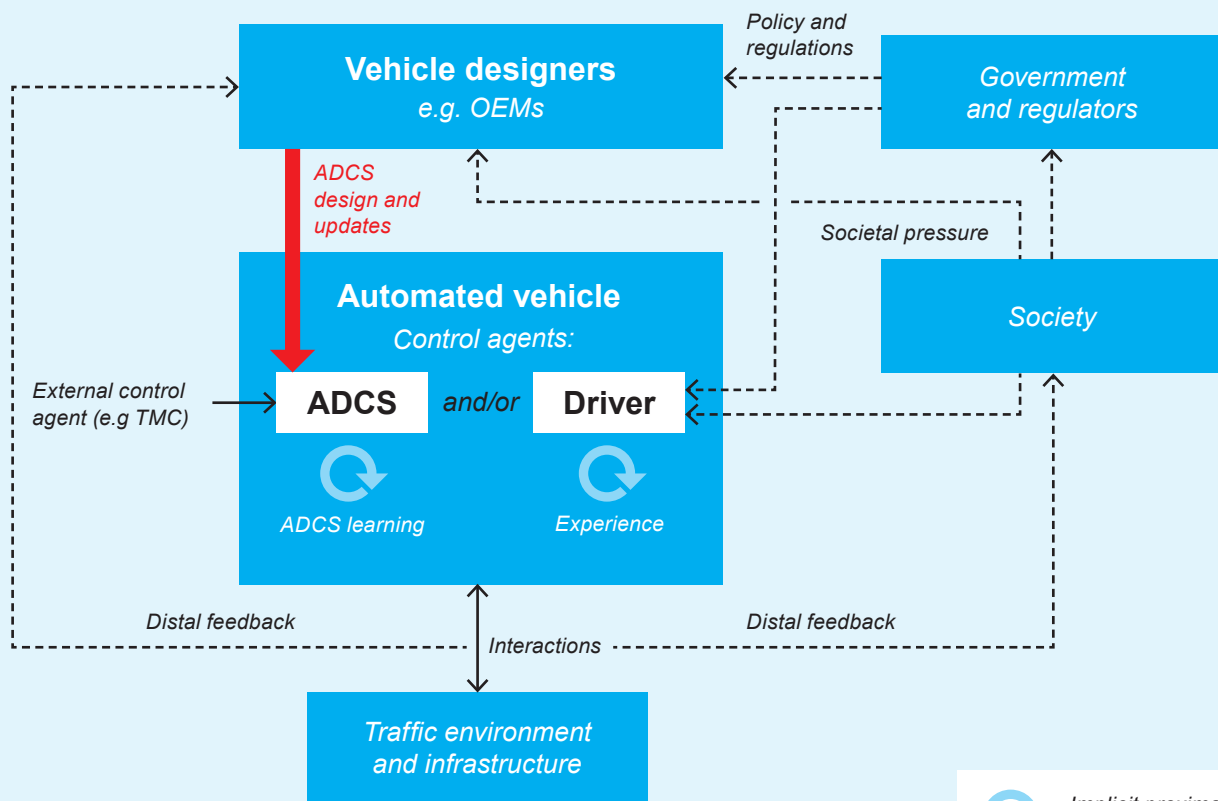 Policy and
regulations
Vehicle designers
e.g. OEMs
Government
and regulators
ADCS
design and
updates
Societal pressure
Automated vehicle
Control agents:
Society
External control
agent (e.g TMC)
ADCS
and/or
Driver
ADCS learning
Experience
Distal feedback
Interactions
Distal feedback
Traffic environment
and infrastructure
Implicit